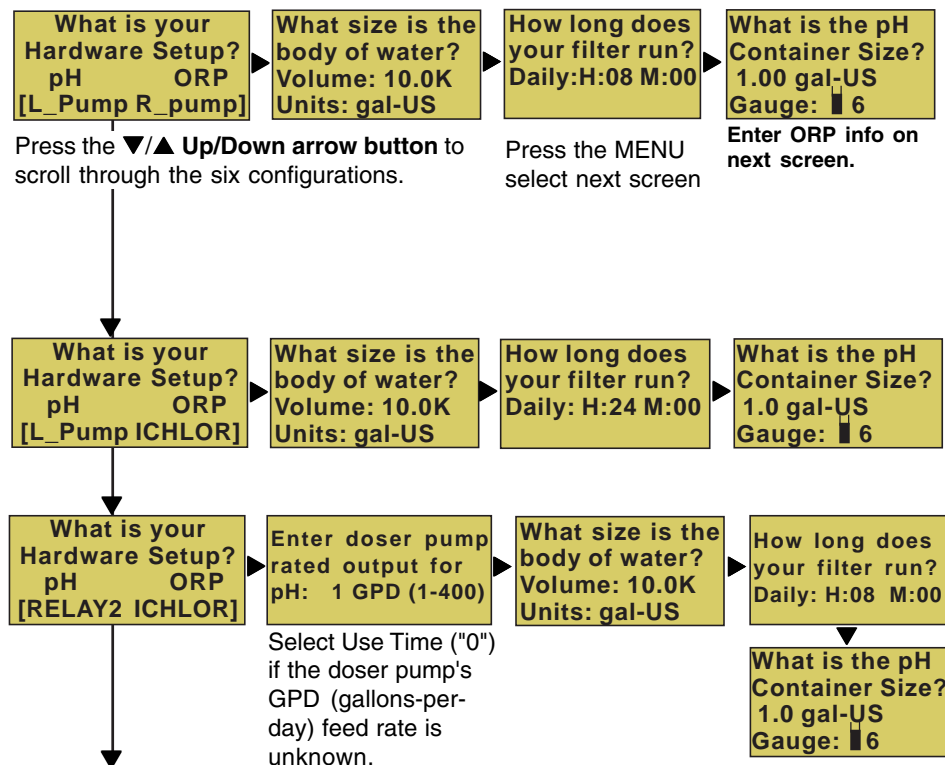 What is your
Hardware Setup?
pH ORP
[L_Pump R_pump]
What size is the
body of water?
Volume: 10.0K
Units: gal-US
How long does
your filter run?
Daily:H:08 M:00
What is the pH
Container Size?
1.00 gal-US
Gauge: 6
Press the ▼/▲ Up/Down arrow button to
scroll through the six configurations.
Press the MENU
select next screen
Enter ORP info on
next screen.
What is your
Hardware Setup?
pH ORP
[L_Pump ICHLOR]
What size is the
body of water?
Volume: 10.0K
Units: gal-US
How long does
your filter run?
Daily: H:24 M:00
What is the pH
Container Size?
1.0 gal-US
Gauge: 6
What is your
Hardware Setup?
pH ORP
[RELAY2 ICHLOR]
Enter doser pump
rated output for
pH: 1 GPD (1-400)
What size is the
body of water?
Volume: 10.0K
Units: gal-US
How long does
your filter run?
Daily: H:08 M:00
Select Use Time ("0")
if the doser pump's
GPD (gallons-per-
day) feed rate is
unknown.
What is the pH
Container Size?
1.0 gal-US
Gauge: 6